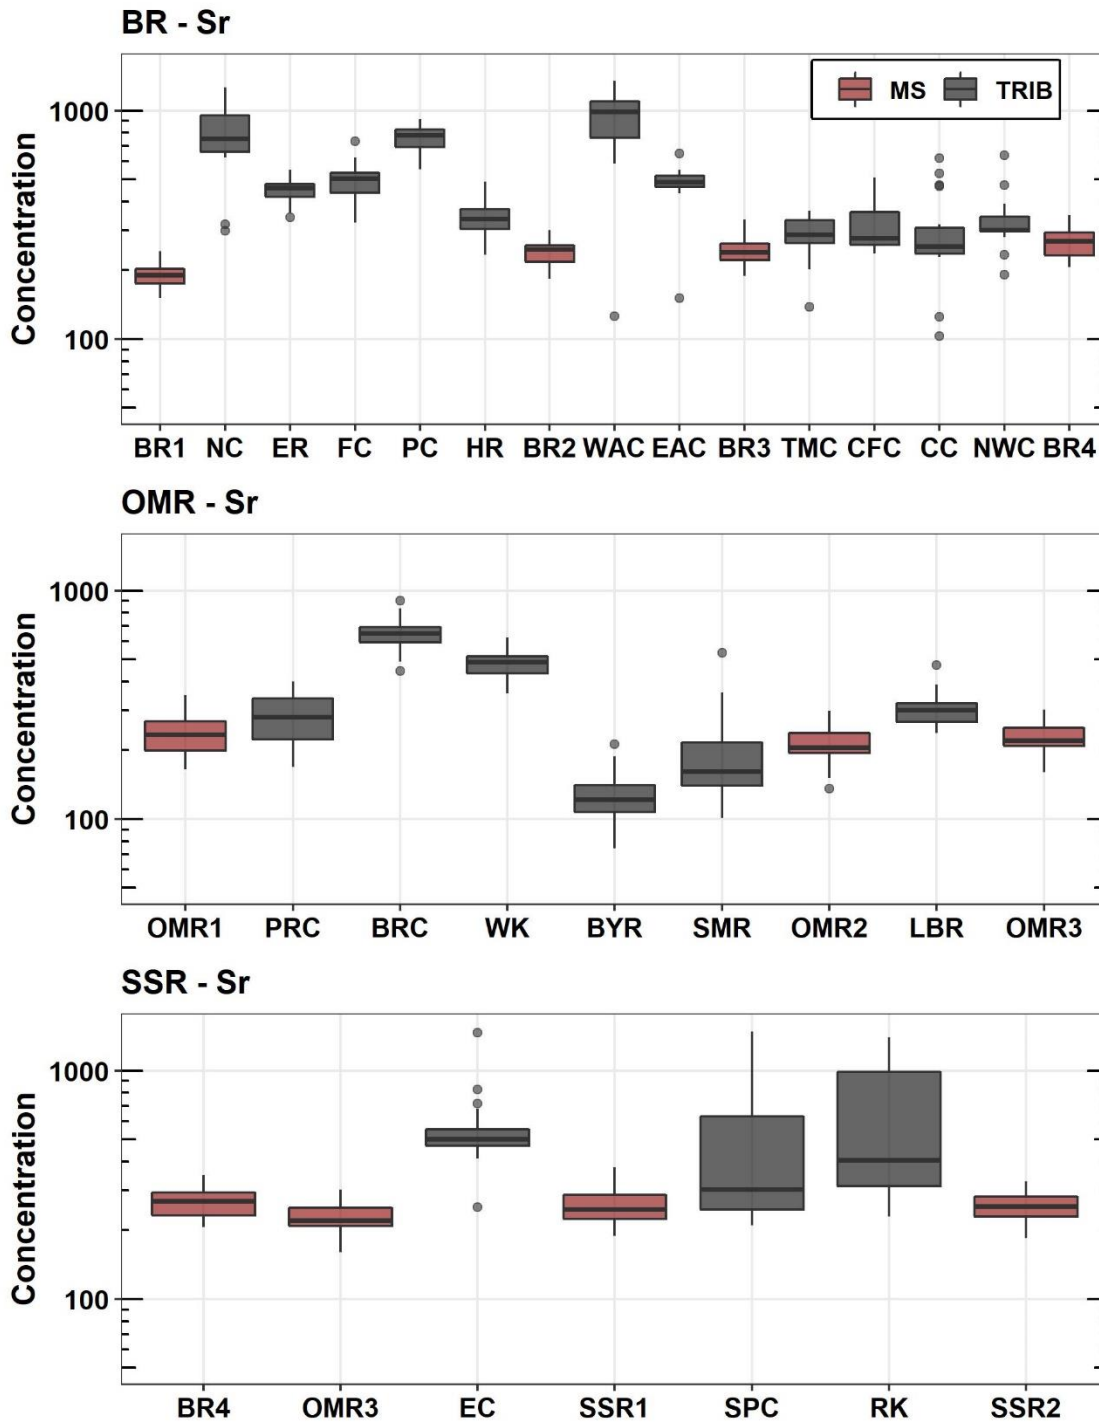 BR - Sr
MS TRIB
1000
100
Concentration
BR1 NC ER FC PC HR BR2 WAC EAC BR3 TMC CFC CC NWC BR4
OMR - Sr
1000
100
Concentration
OMR1 PRC BRC WK BYR SMR OMR2 LBR OMR3
SSR - Sr
1000
100
Concentration
BR4 OMR3 EC SSR1 SPC RK SSR2